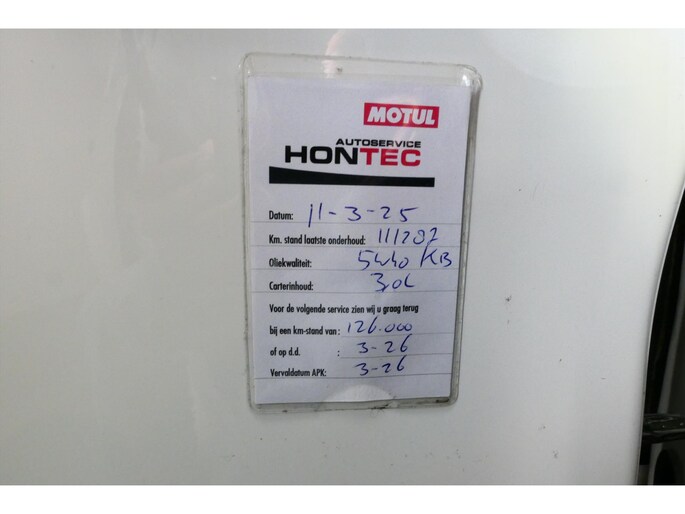 MOTUL
AUTOSERVICE
HONTEC
Datum: 11-3-25
Km. stand laatste onderhoud: 111207
Oliekwaliteit: 5W40 KB
Carterinhoud: 3,0L
Voor de volgende service zien wij u graag terug
bij een km-stand van: 126.000
of op d.d. : 3-26
Vervaldatum APK: 3-26